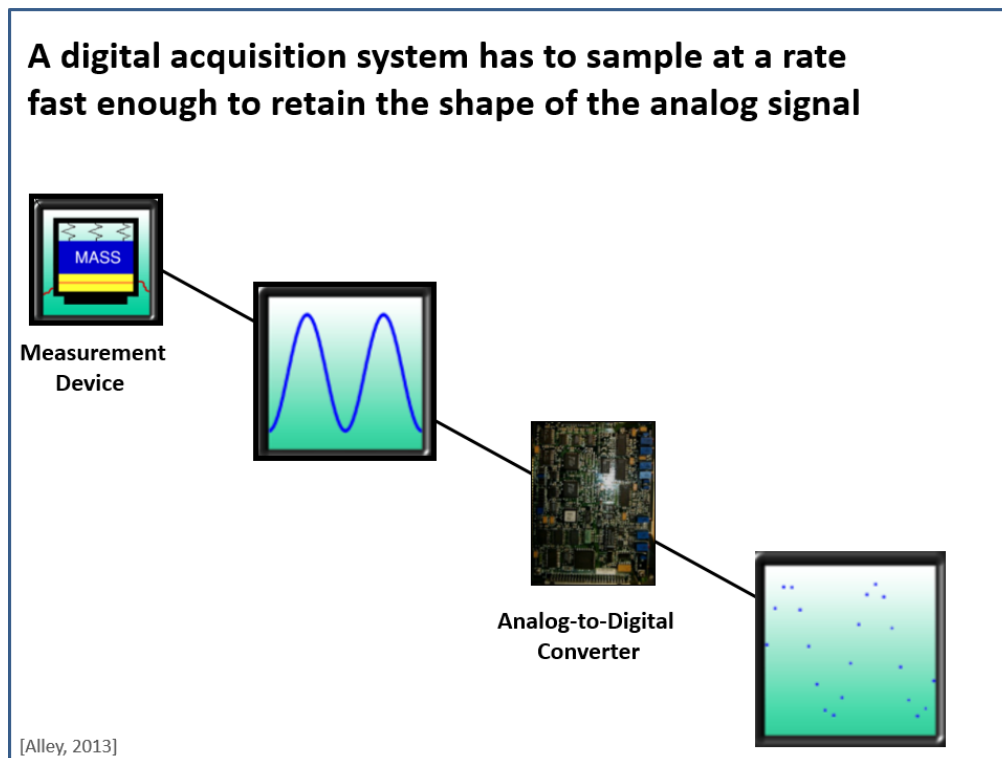 A digital acquisition system has to sample at a rate
fast enough to retain the shape of the analog signal
MASS
Measurement
Device
Analog-to-Digital
Converter
[Alley, 2013]